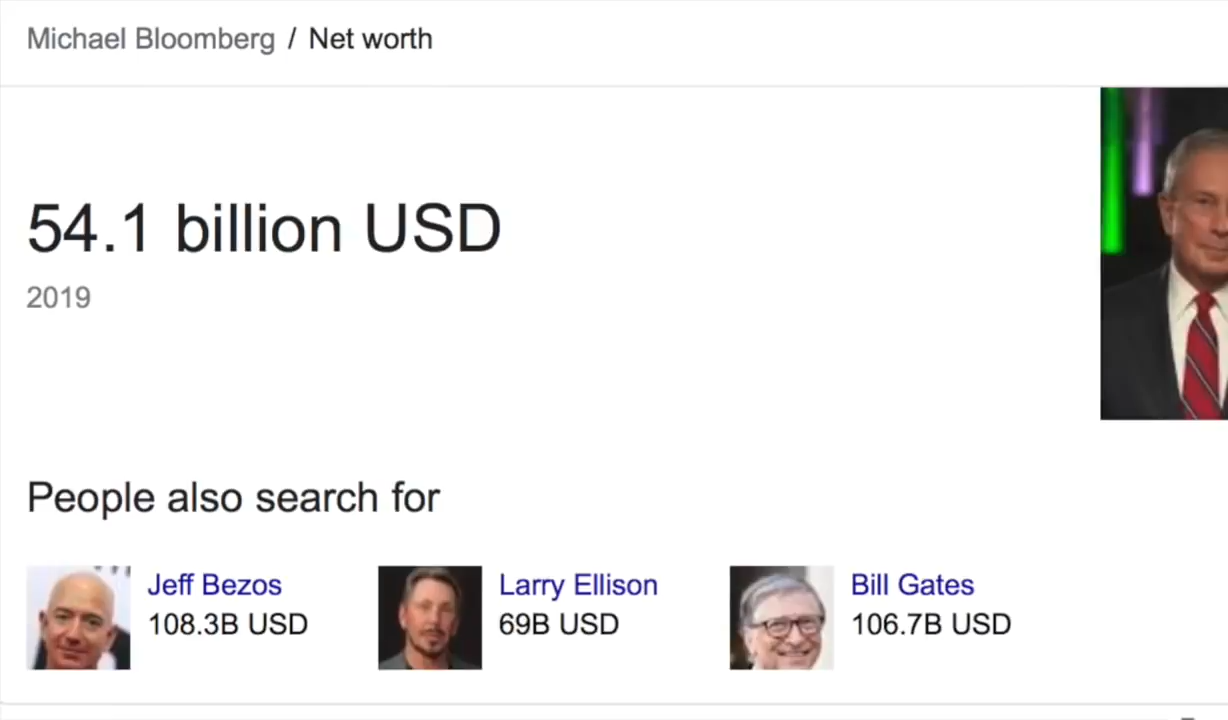 Michael Bloomberg / Net worth
54.1 billion USD
2019
People also search for
Jeff Bezos
108.3B USD
Larry Ellison
69B USD
Bill Gates
106.7B USD